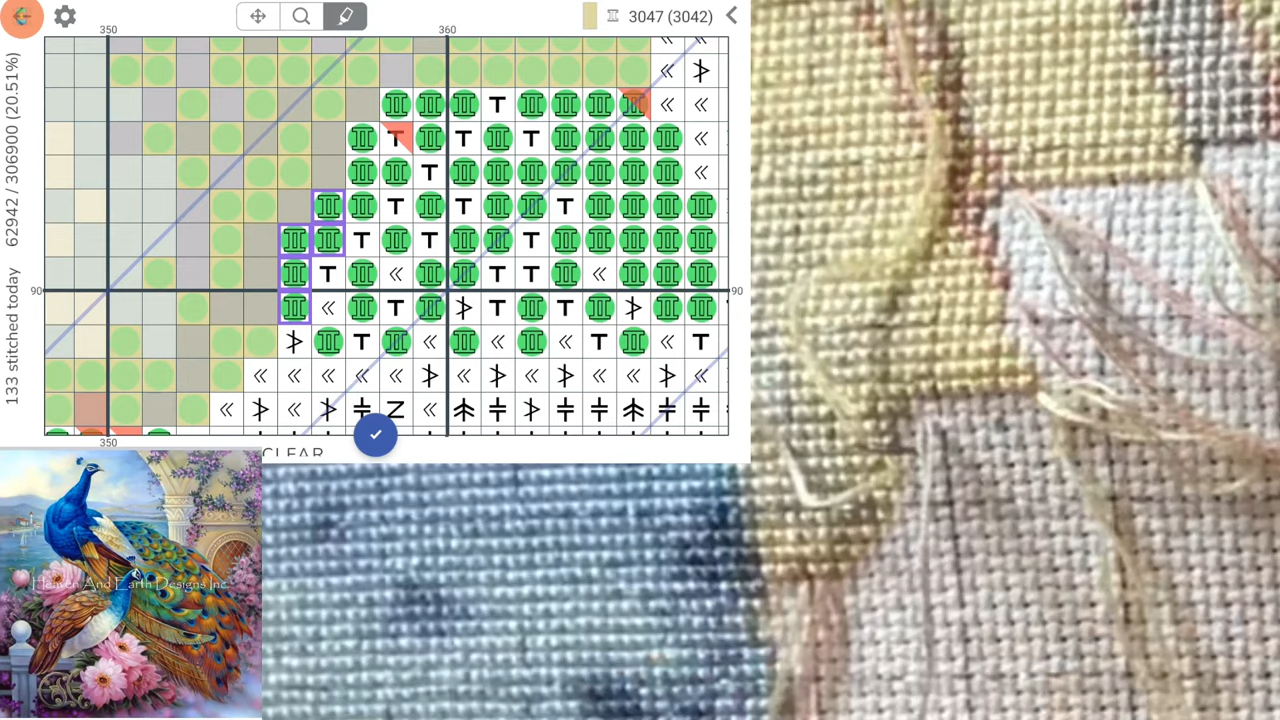 350
360
3047 (3042)
133 stitched today 62942 / 306900 (20.51%)
90
90
350
CLEAR
Heaven And Earth Designs Inc.